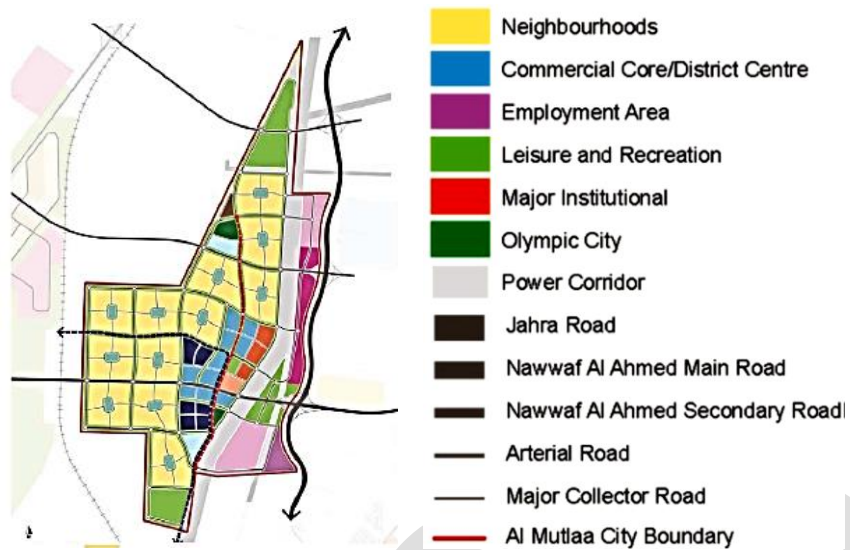 Neighbourhoods
Commercial Core/District Centre
Employment Area
Leisure and Recreation
Major Institutional
Olympic City
Power Corridor
Jahra Road
Nawwaf Al Ahmed Main Road
Nawwaf Al Ahmed Secondary Road
Arterial Road
Major Collector Road
Al Mutlaa City Boundary